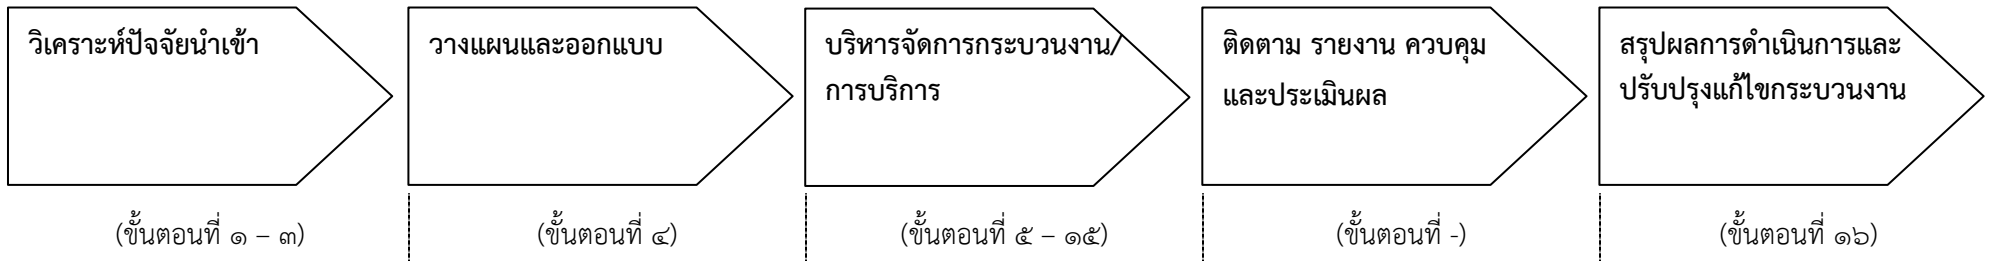 วิเคราะห์ปัจจัยนำเข้า
วางแผนและออกแบบ
บริหารจัดการกระบวนงาน/
การบริการ
ติดตาม รายงาน ควบคุม
และประเมินผล
สรุปผลการดำเนินการและ
ปรับปรุงแก้ไขกระบวนงาน
(ขั้นตอนที่ ๑ – ๓)
(ขั้นตอนที่ ๔)
(ขั้นตอนที่ ๕ – ๑๕)
(ขั้นตอนที่ -)
(ขั้นตอนที่ ๑๖)